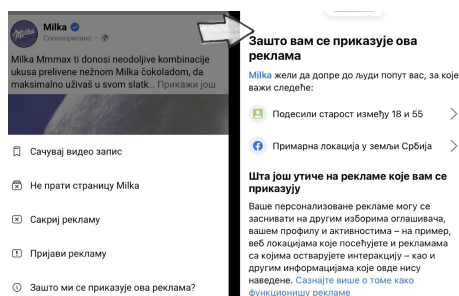 Milka
Спонзорисано ·
Milka Mmmax ti donosi neodoljive kombinacije
ukusa prelivene nežnom Milka čokoladom, da
maksimalno uživaš u svom slatk... Прикажи још
Сачувај видео запис
Не прати страницу Milka
Сакриј рекламу
Пријави рекламу
Зашто ми се приказује ова реклама?
Зашто вам се приказује ова
реклама
Milka жели да допре до људи попут вас, за које
важи следеће:
Подесили старост између 18 и 55
Примарна локација у земљи Србија
Шта још утиче на рекламе које вам се
приказују
Ваше персонализоване рекламе могу се
заснивати на другим изборима оглашивача,
вашем профилу и активностима – на пример,
веб локацијама које посећујете и рекламама
са којима остварујете интеракцију – као и
другим информацијама које овде нису
наведене. Сазнајте више о томе како
функционишу рекламе